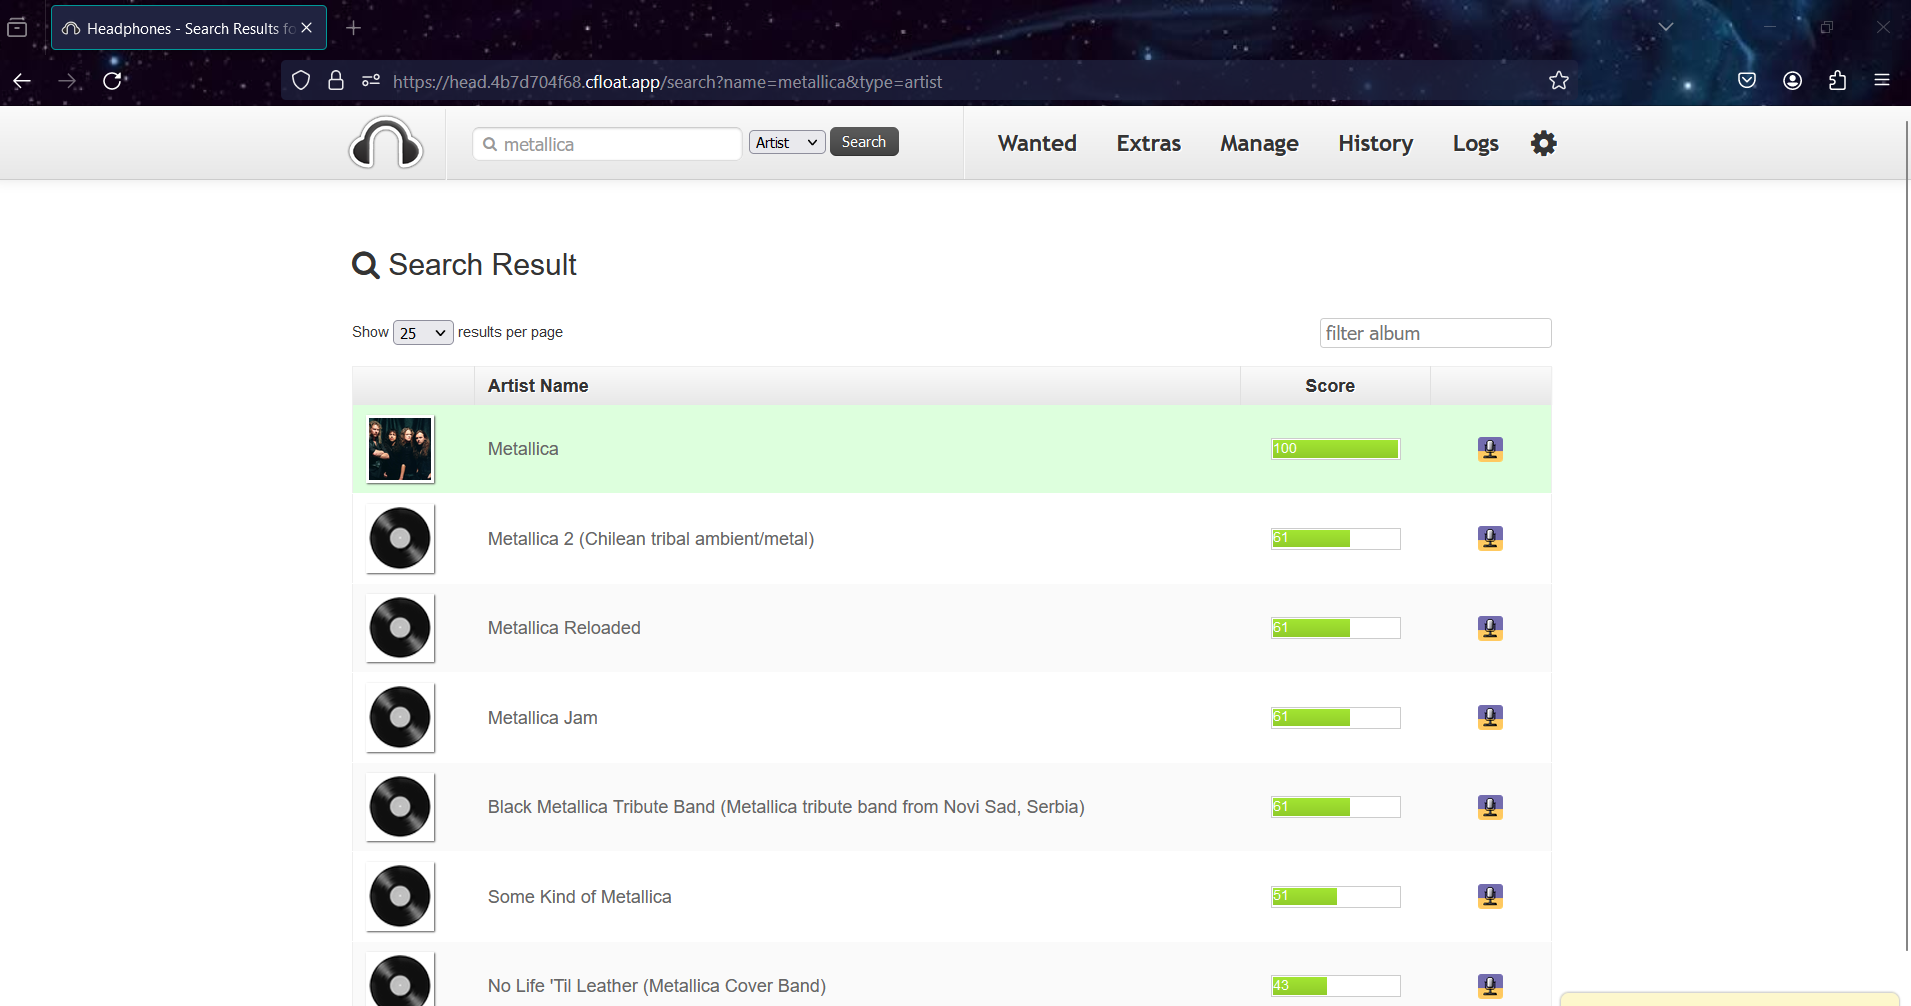 Headphones - Search Results fo
https://head.4b7d704f68.cfloat.app/search?name=metallica&type=artist
metallica Artist Search Wanted Extras Manage History Logs
Search Result
Show 25 results per page filter album
Artist Name Score
Metallica 100
Metallica 2 (Chilean tribal ambient/metal) 61
Metallica Reloaded 61
Metallica Jam 61
Black Metallica Tribute Band (Metallica tribute band from Novi Sad, Serbia) 61
Some Kind of Metallica 51
No Life 'Til Leather (Metallica Cover Band) 43